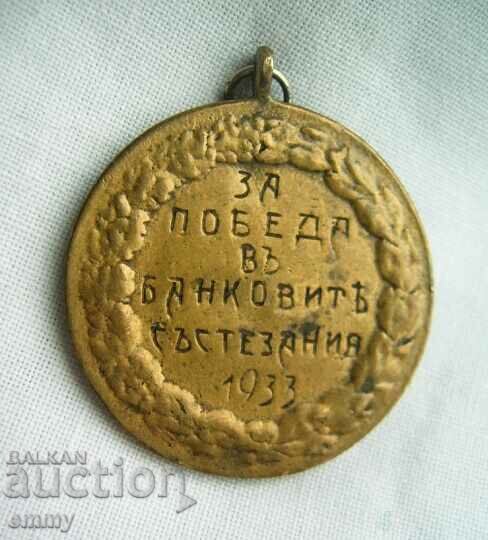 ЗА
ПОБЕДА
ВЪ
БАНКОВИТѢ
СЪСТЕЗАНИЯ
1933
BALKAN
auction
emmy